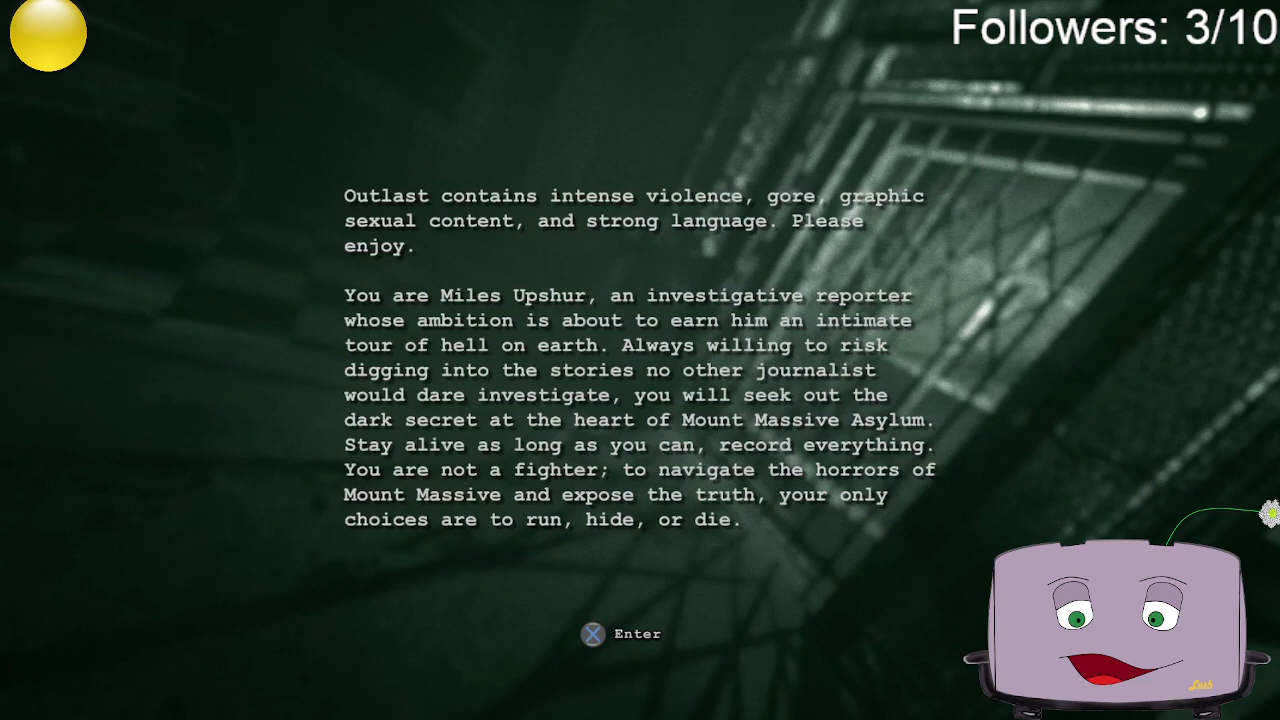 Followers: 3/10
Outlast contains intense violence, gore, graphic
sexual content, and strong language. Please
enjoy.
You are Miles Upshur, an investigative reporter
whose ambition is about to earn him an intimate
tour of hell on earth. Always willing to risk
digging into the stories no other journalist
would dare investigate, you will seek out the
dark secret at the heart of Mount Massive Asylum.
Stay alive as long as you can, record everything.
You are not a fighter; to navigate the horrors of
Mount Massive and expose the truth, your only
choices are to run, hide, or die.
Enter
Lush